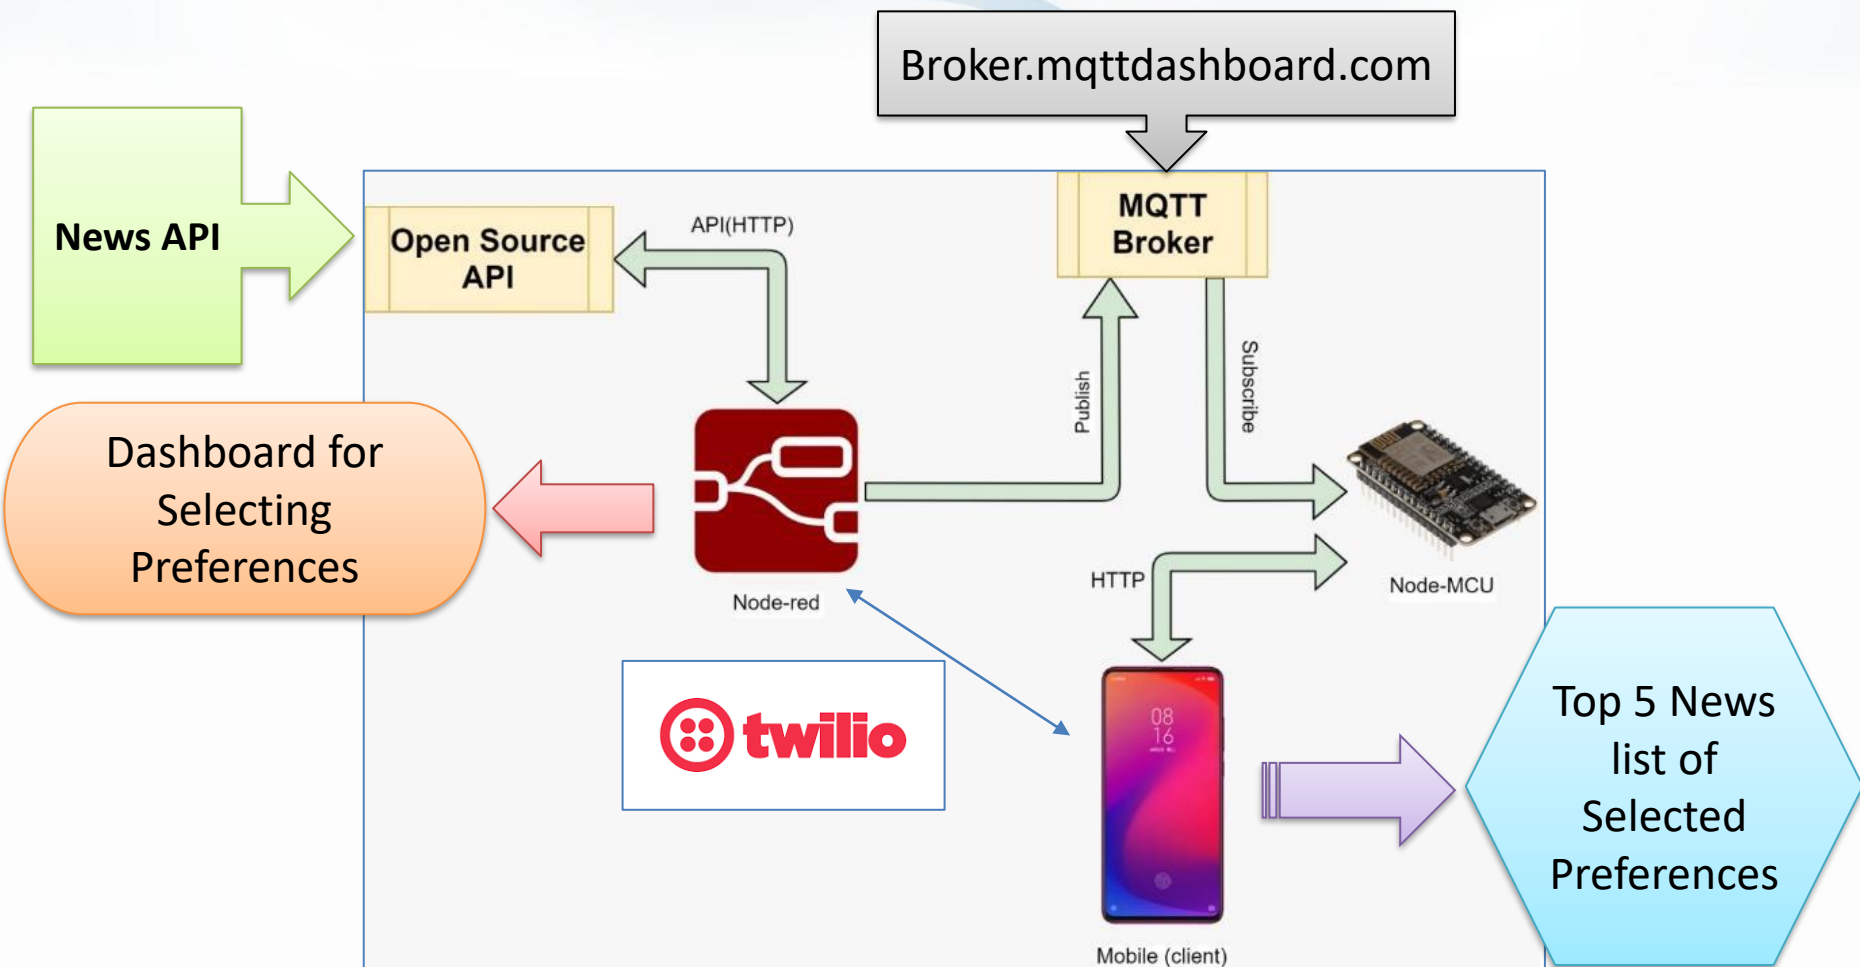 Broker.mqttdashboard.com
News API
Open Source
API
API(HTTP)
MQTT
Broker
Publish
Subscribe
Dashboard for
Selecting
Preferences
Node-red
HTTP
Node-MCU
twilio
08
16
Mobile (client)
Top 5 News
list of
Selected
Preferences